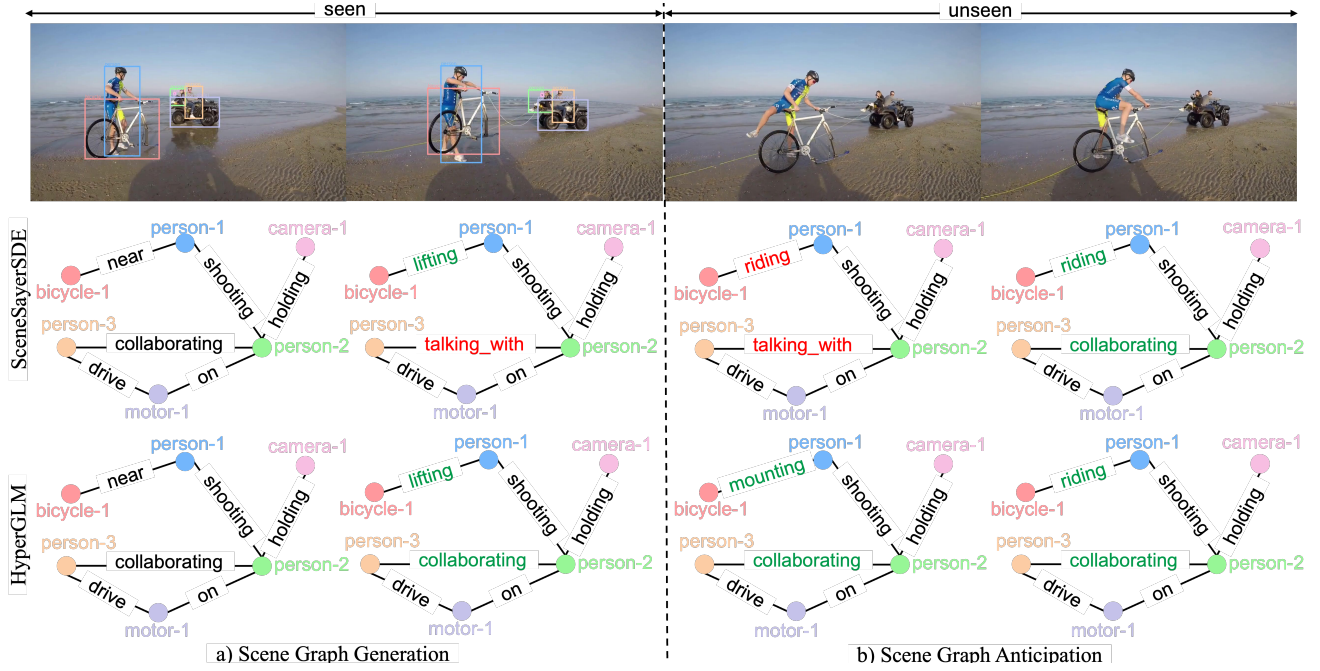 seen
unseen
SceneSayerSDE
person-1
camera-1
near
shooting
holding
bicycle-1
person-3
collaborating
person-2
drive
on
motor-1
person-1
camera-1
lifting
shooting
holding
bicycle-1
person-3
talking_with
person-2
drive
on
motor-1
person-1
camera-1
riding
shooting
holding
bicycle-1
person-3
talking_with
person-2
drive
on
motor-1
person-1
camera-1
riding
shooting
holding
bicycle-1
person-3
collaborating
person-2
drive
on
motor-1
HyperGLM
person-1
camera-1
near
shooting
holding
bicycle-1
person-3
collaborating
person-2
drive
on
motor-1
person-1
camera-1
lifting
shooting
holding
bicycle-1
person-3
collaborating
person-2
drive
on
motor-1
person-1
camera-1
mounting
shooting
holding
bicycle-1
person-3
collaborating
person-2
drive
on
motor-1
person-1
camera-1
riding
shooting
holding
bicycle-1
person-3
collaborating
person-2
drive
on
motor-1
a) Scene Graph Generation
b) Scene Graph Anticipation